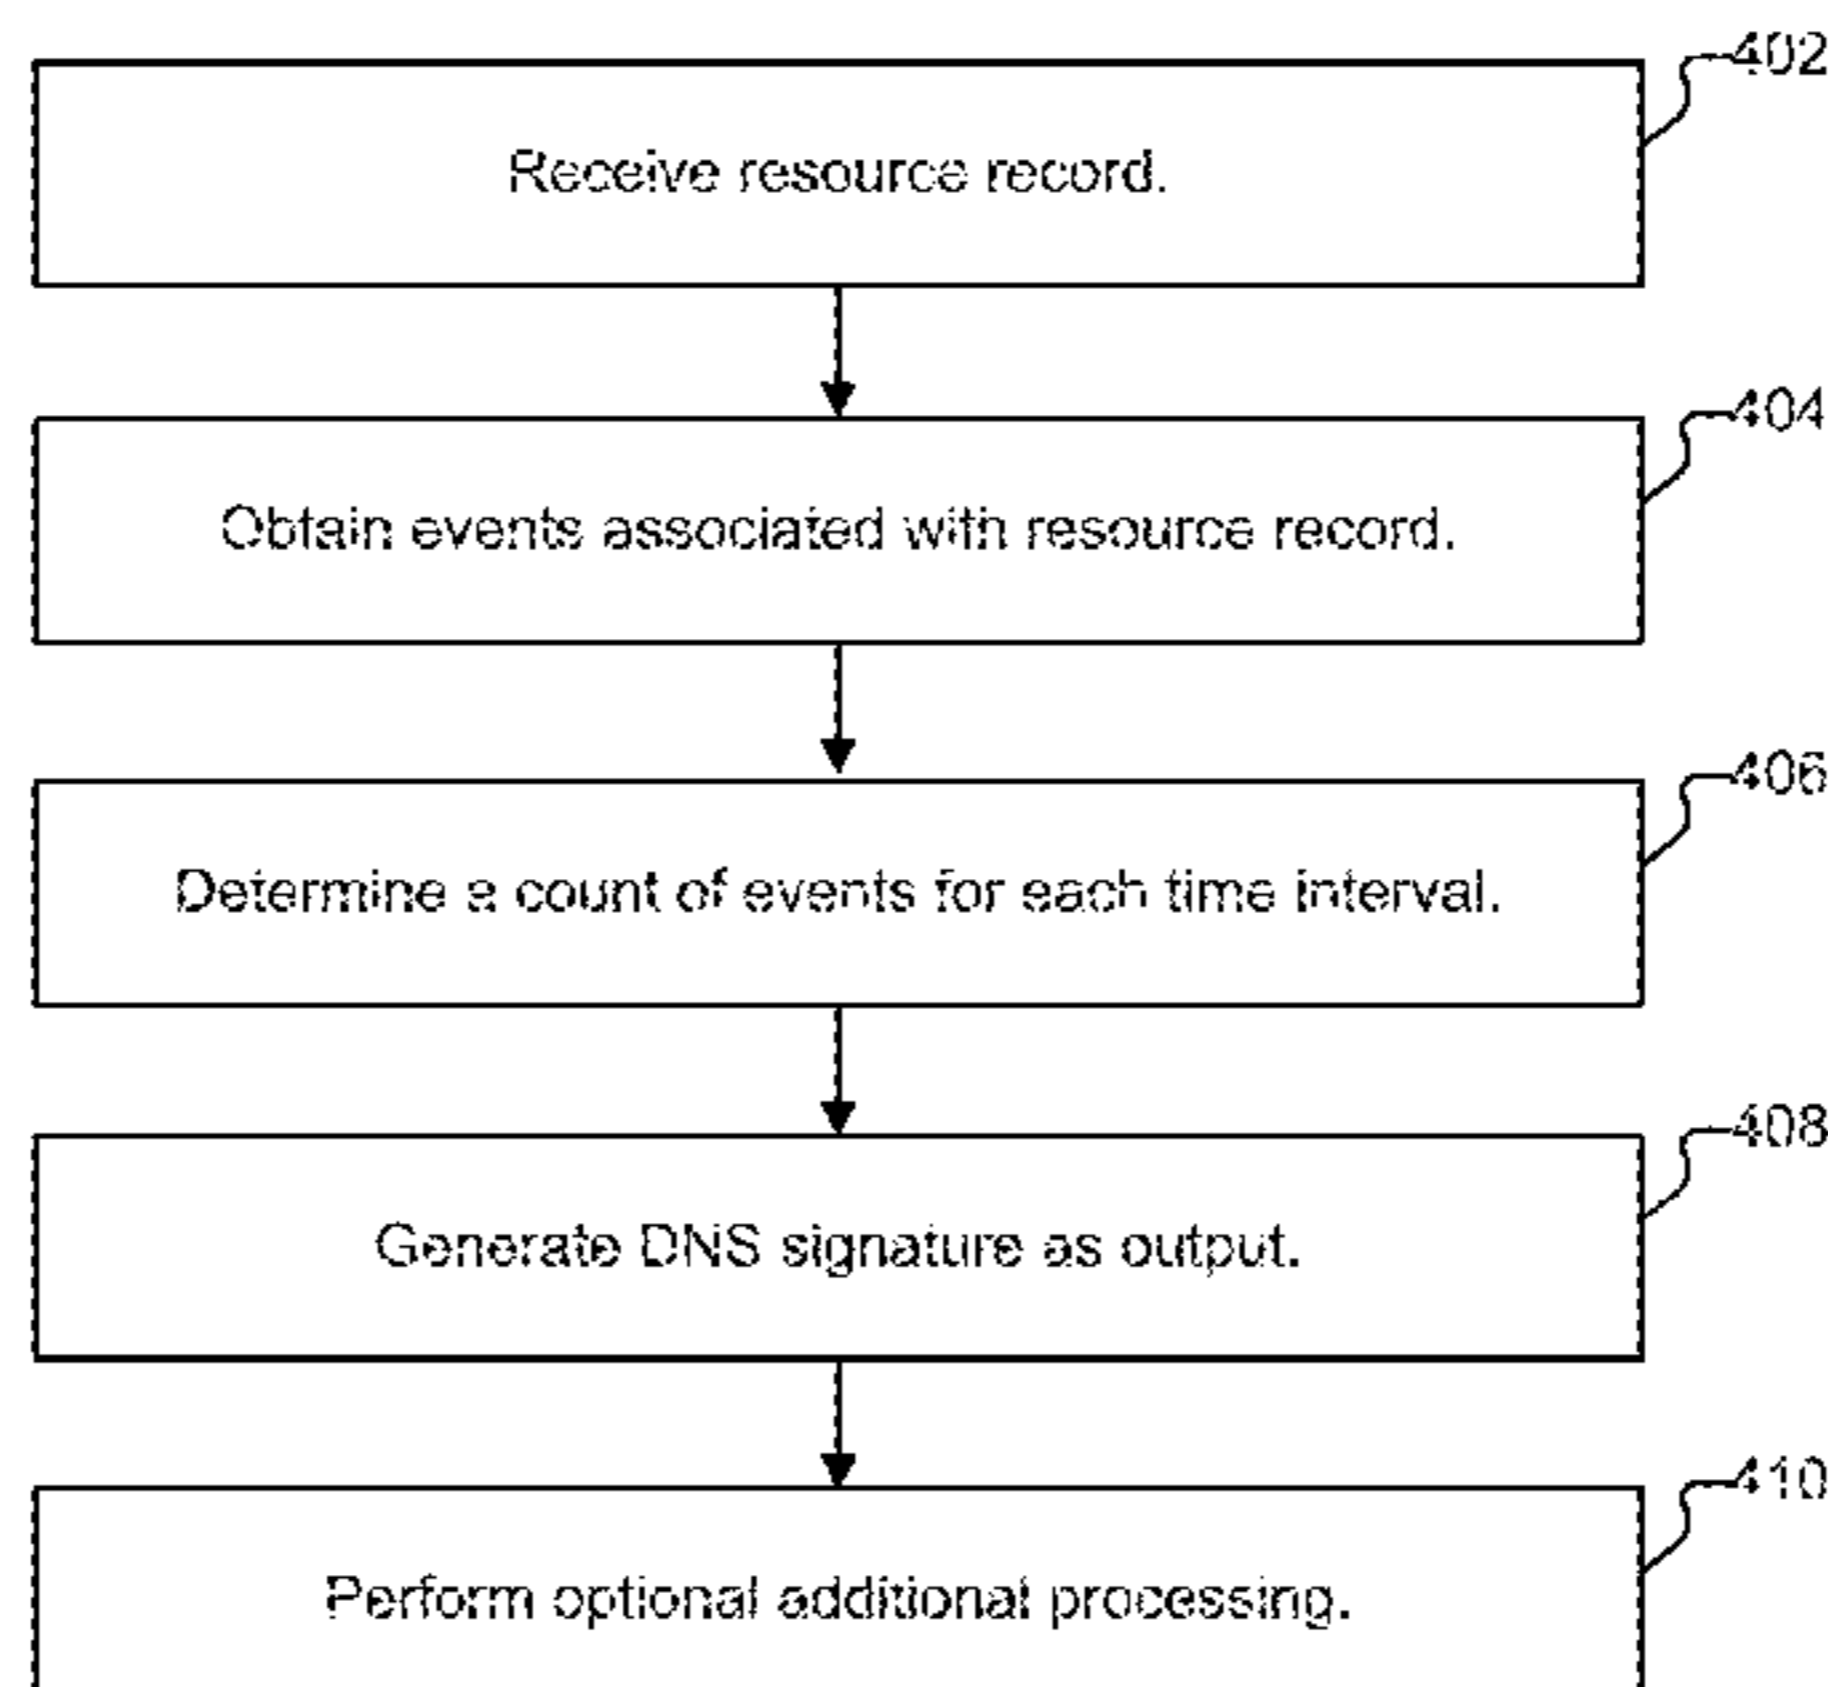 402
Receive resource record.
404
Obtain events associated with resource record.
406
Determine a count of events for each time interval.
408
Generate DNS signature as output.
410
Perform optional additional processing.